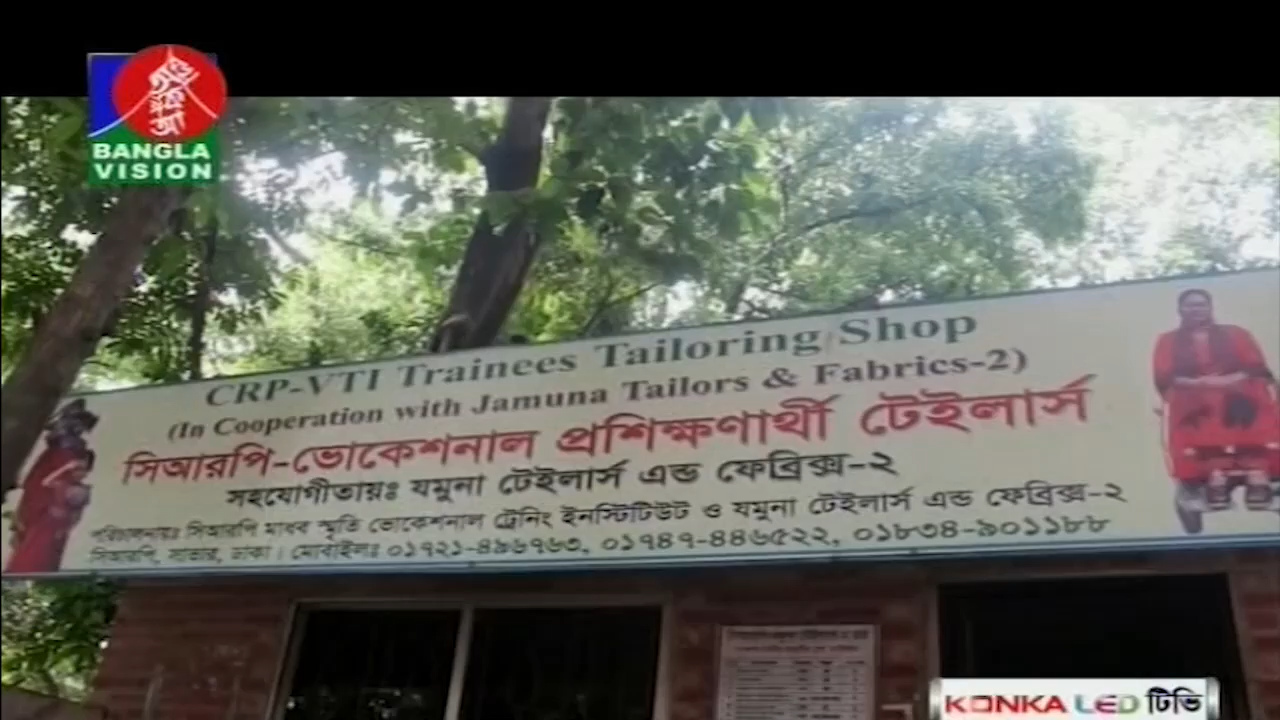 BANGLA
VISION
CRP-VTI Trainees Tailoring Shop
(In Cooperation with Jamuna Tailors & Fabrics-2)
সিআরপি-ভোকেশনাল প্রশিক্ষণার্থী টেইলার্স
সহযোগীতায়ঃ যমুনা টেইলার্স এন্ড ফেব্রিক্স-২
পরিচালনায়ঃ সিআরপি মাধব স্মৃতি ভোকেশনাল ট্রেনিং ইনস্টিটিউট ও যমুনা টেইলার্স এন্ড ফেব্রিক্স-২
সিআরপি, সাভার, ঢাকা। মোবাইলঃ ০১৭২১-৪৯৬৭৬৩, ০১৭৪৭-৪৪৬৫২২, ০১৮৩৪-৯০১১৮৮
KONKA LED টিভি